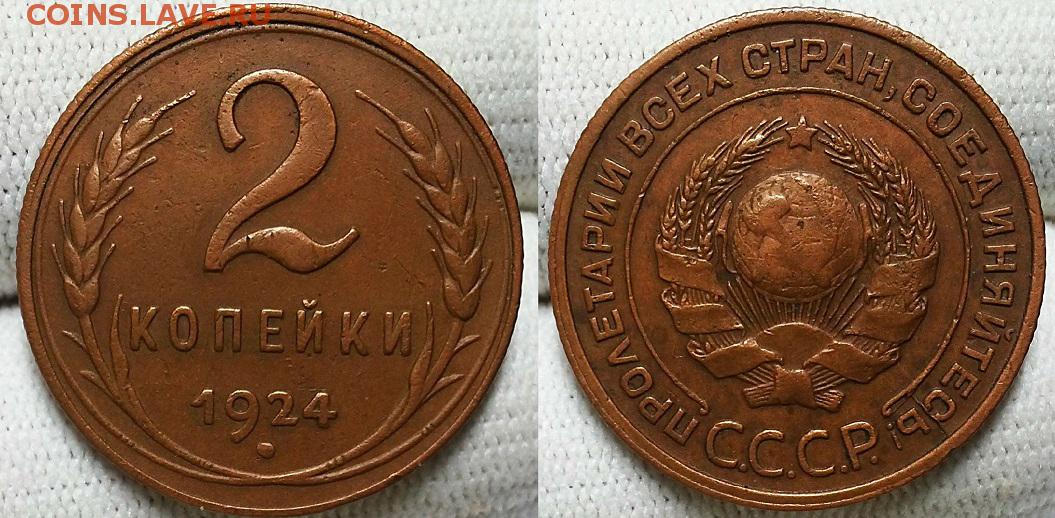 COINS.LAVE.RU
2
КОПЕЙКИ
1924
ПРОЛЕТАРИИ ВСЕХ СТРАН, СОЕДИНЯЙТЕСЬ!
С.С.С.Р.